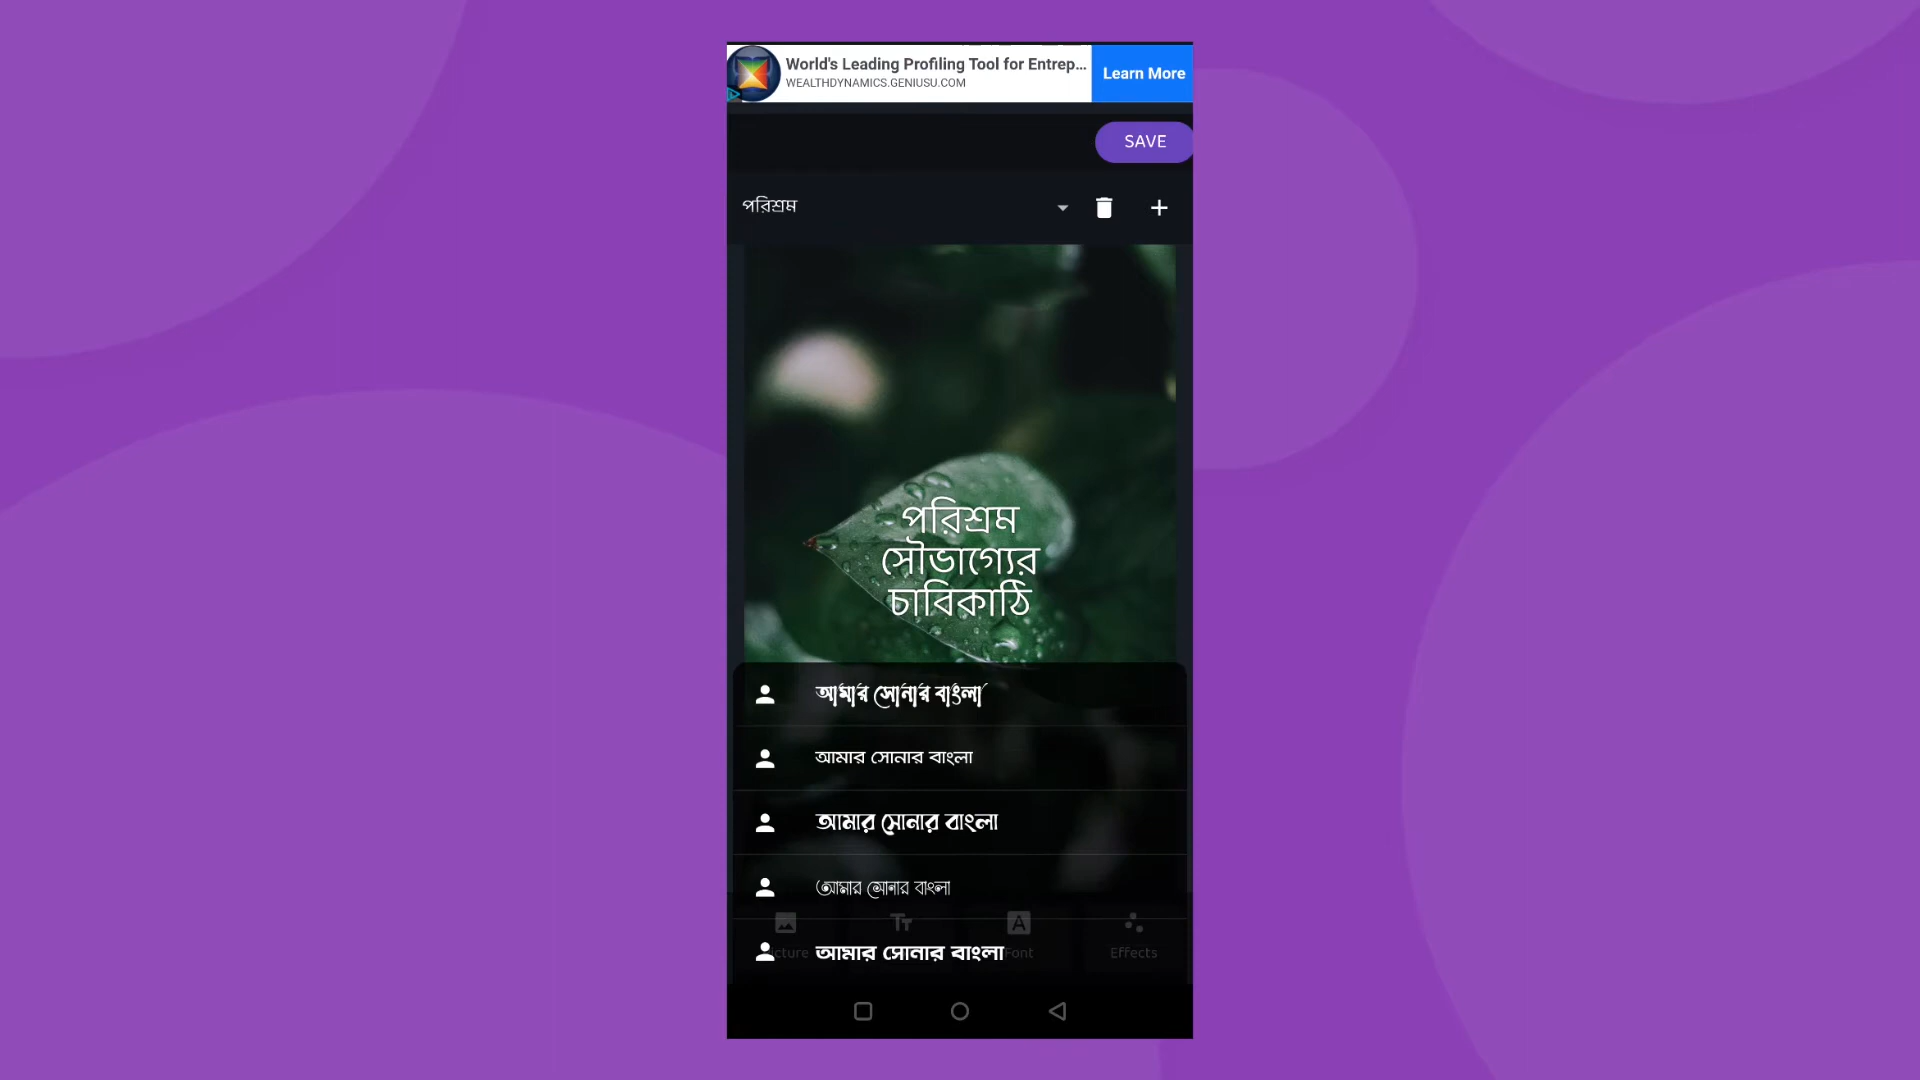 World's Leading Profiling Tool for Entrep...
WEALTHDYNAMICS.GENIUSU.COM
Learn More
SAVE
পরিশ্রম
পরিশ্রম
সৌভাগ্যের
চাবিকাঠি
আমার সোনার বাংলা
আমার সোনার বাংলা
আমার সোনার বাংলা
আমার সোনার বাংলা
Effects
আমার সোনার বাংলা